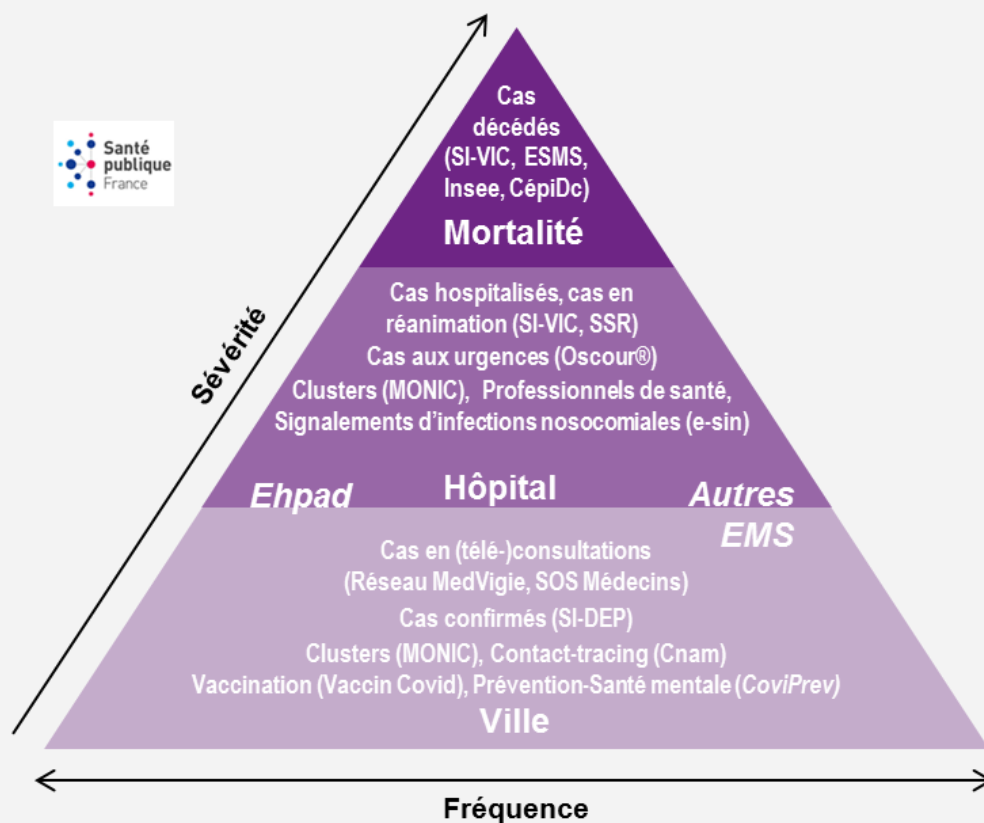 Santé
publique
France
Cas
décédés
(SI-VIC, ESMS,
Insee, CépiDc)
Mortalité
Sévérité
Cas hospitalisés, cas en
réanimation (SI-VIC, SSR)
Cas aux urgences (Oscour®)
Clusters (MONIC), Professionnels de santé,
Signalements d'infections nosocomiales (e-sin)
Ehpad
Hôpital
Autres
EMS
Cas en (télé-)consultations
(Réseau MedVigie, SOS Médecins)
Cas confirmés (SI-DEP)
Clusters (MONIC), Contact-tracing (Cnam)
Vaccination (Vaccin Covid), Prévention-Santé mentale (CoviPrev)
Ville
Fréquence